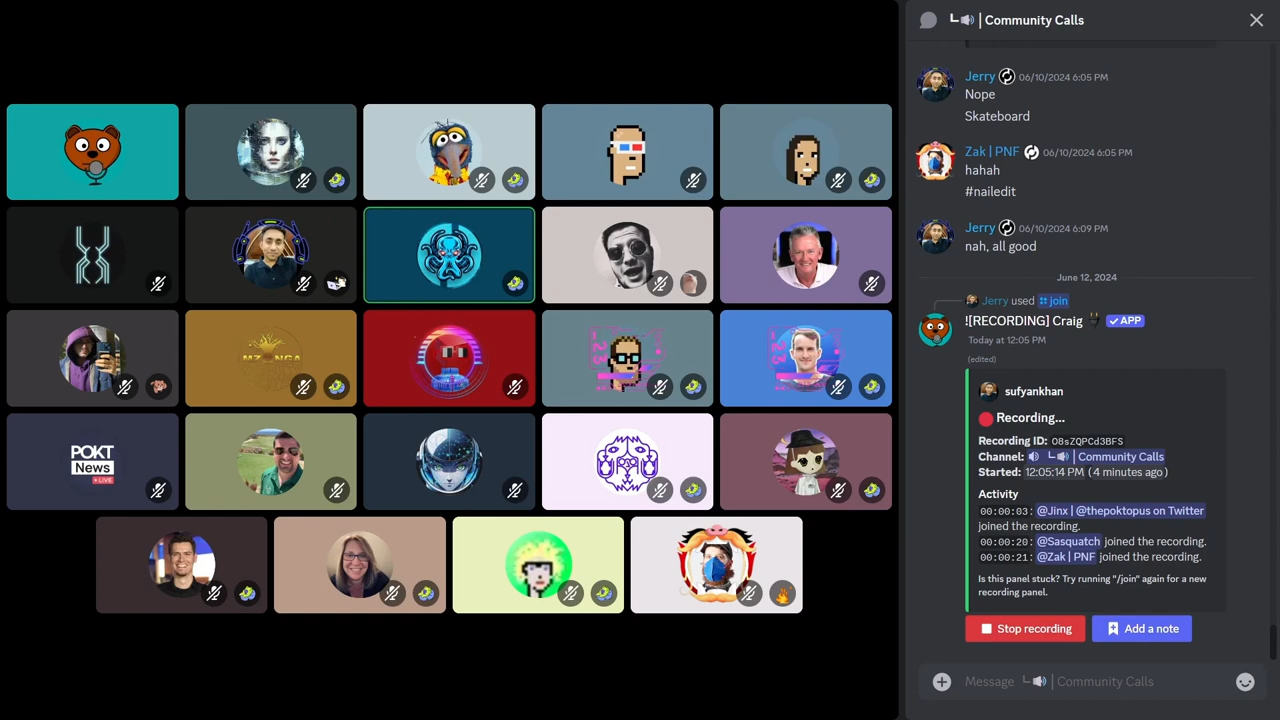 Community Calls
Jerry 06/10/2024 6:05 PM
Nope
Skateboard
Zak | PNF 06/10/2024 6:05 PM
hahah
#nailedit
Jerry 06/10/2024 6:09 PM
nah, all good
June 12, 2024
Jerry used join
![RECORDING] Craig APP
Today at 12:05 PM
(edited)
sufyankhan
Recording...
Recording ID: O8sZQPCd3BFS
Channel: | Community Calls
Started: 12:05:14 PM (4 minutes ago)
Activity
00:00:03: @Jinx | @thepoktopus on Twitter
joined the recording.
00:00:20: @Sasquatch joined the recording.
00:00:21: @Zak | PNF joined the recording.
Is this panel stuck? Try running "/join" again for a new
recording panel.
Stop recording Add a note
Message | Community Calls
MZONGA
POKT
News
LIVE